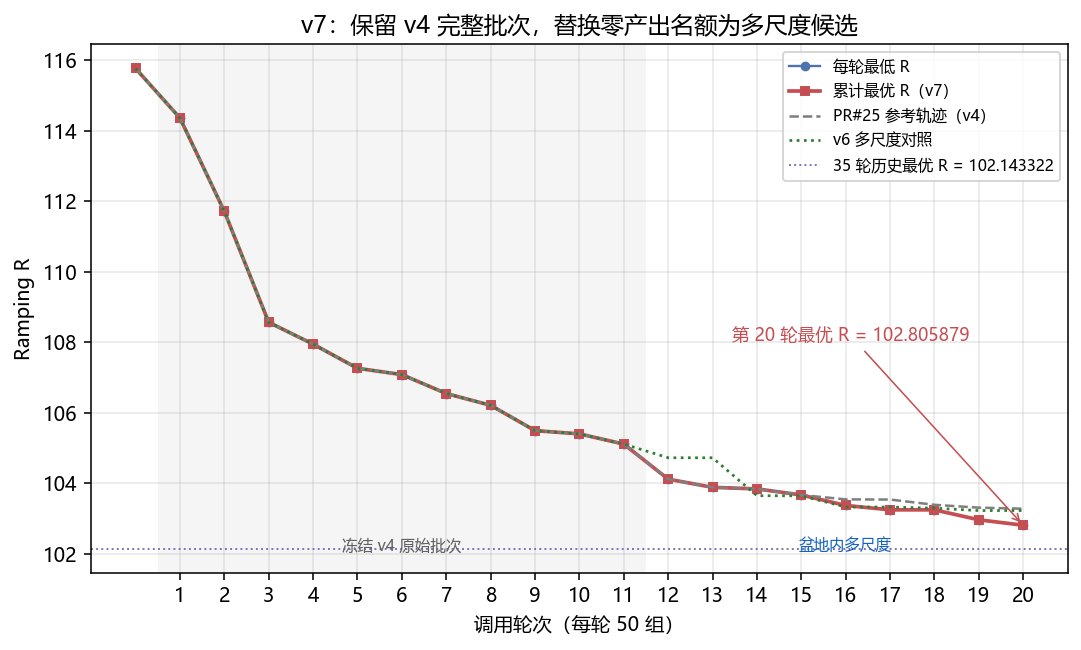 v7：保留 v4 完整批次，替换零产出名额为多尺度候选
每轮最低 R
累计最优 R（v7）
PR#25 参考轨迹（v4）
v6 多尺度对照
35 轮历史最优 R = 102.143322
Ramping R
116
114
112
110
108
106
104
102
第 20 轮最优 R = 102.805879
冻结 v4 原始批次
盆地内多尺度
1 2 3 4 5 6 7 8 9 10 11 12 13 14 15 16 17 18 19 20
调用轮次（每轮 50 组）